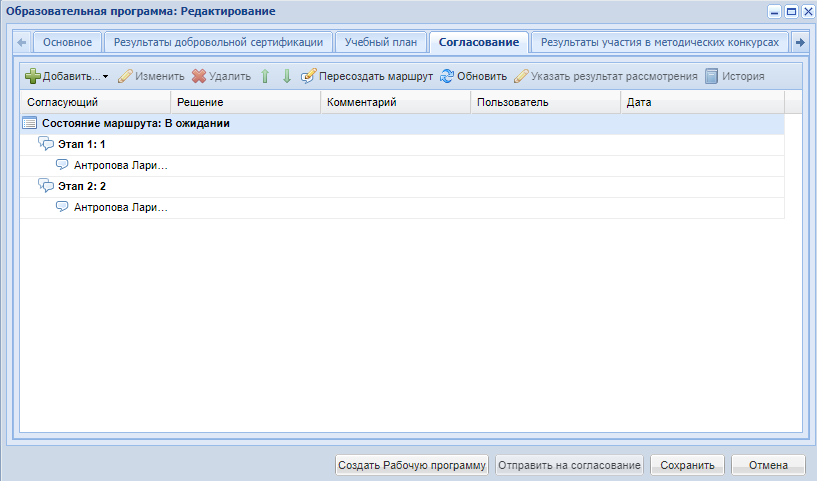 Образовательная программа: Редактирование
Основное Результаты добровольной сертификации Учебный план Согласование Результаты участия в методических конкурсах
Добавить... Изменить Удалить Пересоздать маршрут Обновить Указать результат рассмотрения История
Согласующий Решение Комментарий Пользователь Дата
Состояние маршрута: В ожидании
Этап 1: 1
Антропова Лари...
Этап 2: 2
Антропова Лари...
Создать Рабочую программу Отправить на согласование Сохранить Отмена